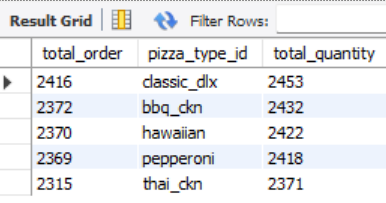 Result Grid Filter Rows:
total_order pizza_type_id total_quantity
2416 classic_dlx 2453
2372 bbq_ckn 2432
2370 hawaiian 2422
2369 pepperoni 2418
2315 thai_ckn 2371